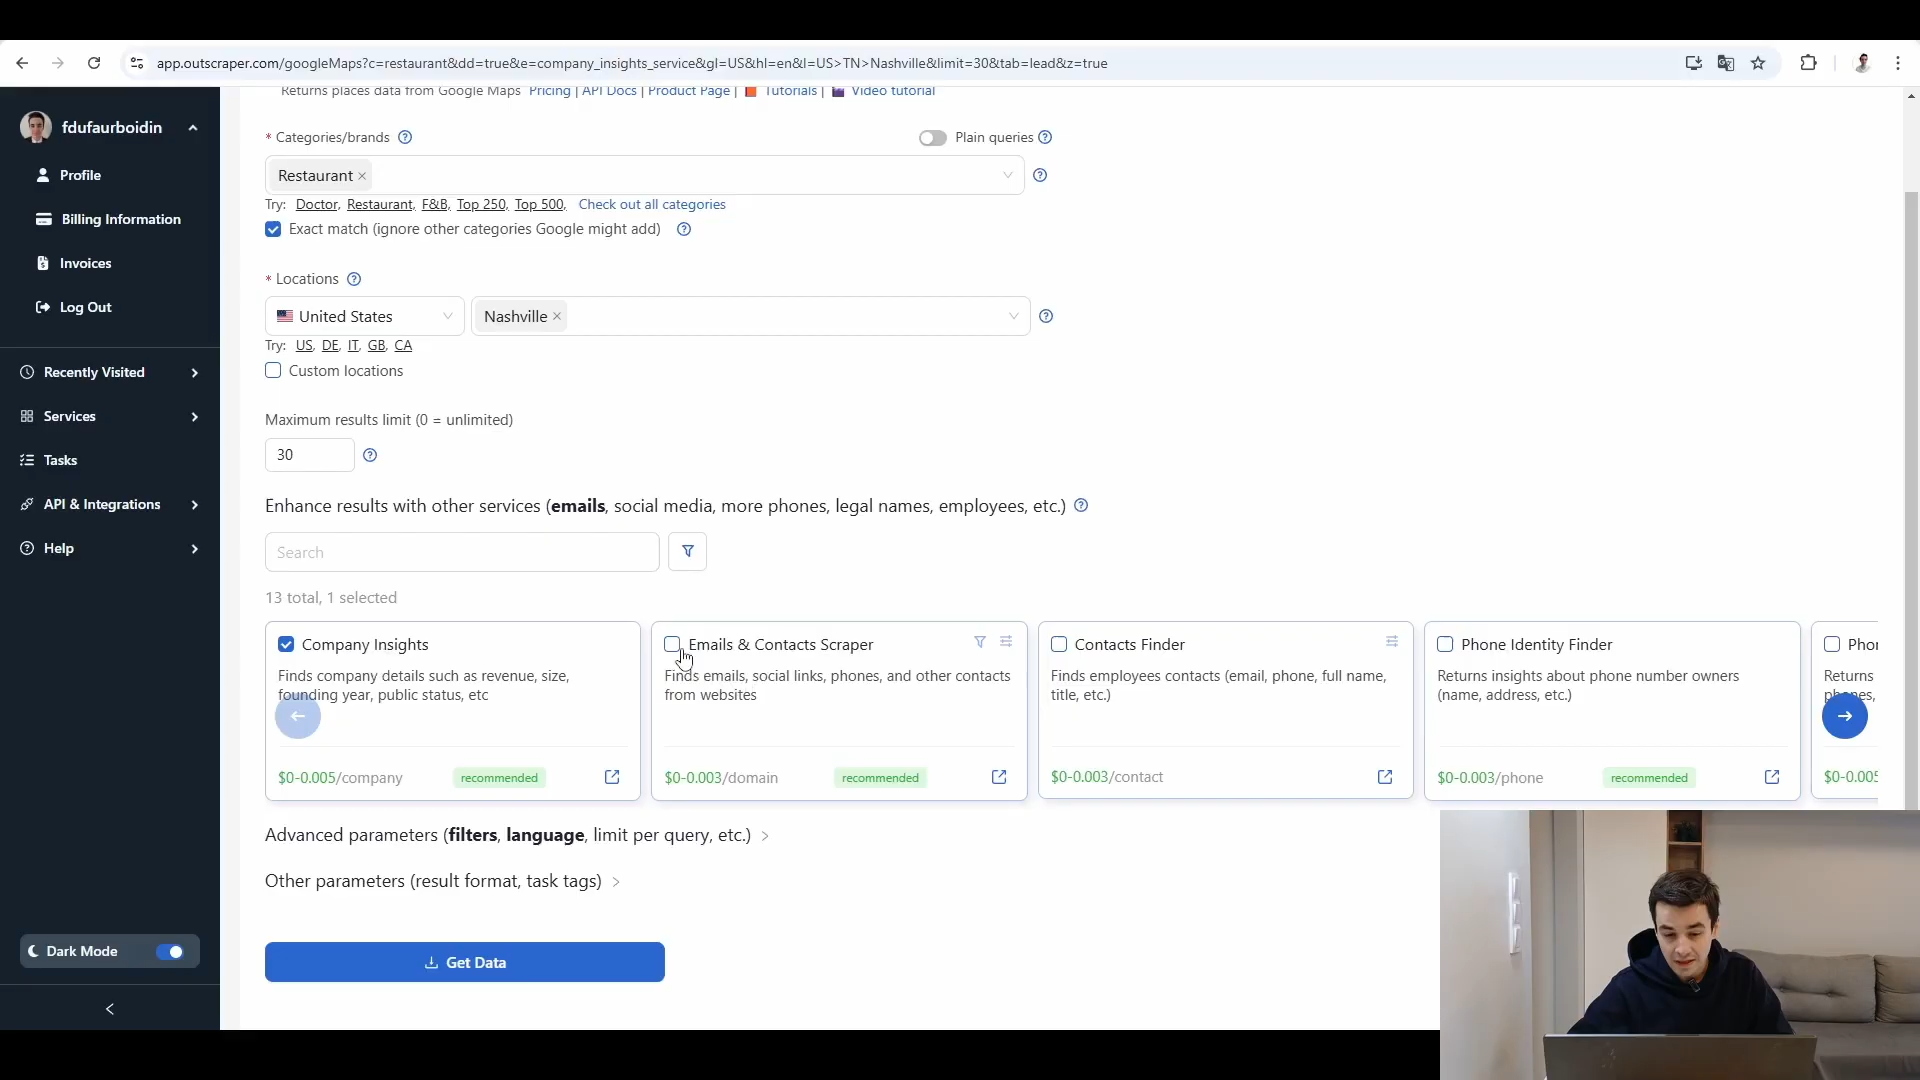 app.outscraper.com/googleMaps?c=restaurant&dd=true&e=company_insights_service&gl=US&hl=en&l=US>TN>Nashville&limit=30&tab=lead&z=true
fdufaurboidin
Profile
Billing Information
Invoices
Log Out
Recently Visited
Services
Tasks
API & Integrations
Help
Dark Mode
Returns places data from Google Maps Pricing | API Docs | Product Page | Tutorials | Video tutorial
* Categories/brands
Plain queries
Restaurant
Try: Doctor, Restaurant, F&B, Top 250, Top 500, Check out all categories
Exact match (ignore other categories Google might add)
* Locations
United States
Nashville
Try: US, DE, IT, GB, CA
Custom locations
Maximum results limit (0 = unlimited)
30
Enhance results with other services (emails, social media, more phones, legal names, employees, etc.)
Search
13 total, 1 selected
Company Insights
Finds company details such as revenue, size,
founding year, public status, etc
$0-0.005/company
recommended
Emails & Contacts Scraper
Finds emails, social links, phones, and other contacts
from websites
$0-0.003/domain
recommended
Contacts Finder
Finds employees contacts (email, phone, full name,
title, etc.)
$0-0.003/contact
Phone Identity Finder
Returns insights about phone number owners
(name, address, etc.)
$0-0.003/phone
recommended
Phor
Returns
phones,
$0-0.005
Advanced parameters (filters, language, limit per query, etc.)
Other parameters (result format, task tags)
Get Data